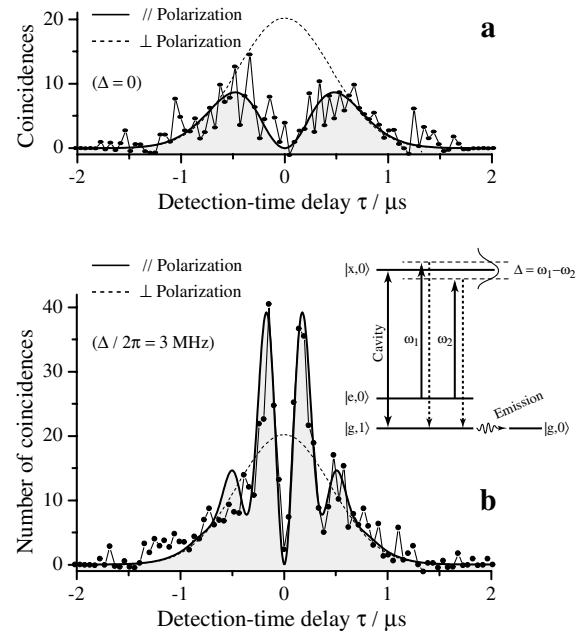 // Polarization
⊥ Polarization
(Δ = 0)
a
Coincidences
20
10
0
-2
-1
0
1
2
Detection-time delay τ / μs
// Polarization
⊥ Polarization
(Δ / 2π = 3 MHz)
Number of coincidences
40
30
20
10
0
|x,0⟩
Δ = ω1−ω2
Cavity
ω1
ω2
|e,0⟩
Emission
|g,1⟩
|g,0⟩
b
-2
-1
0
1
2
Detection-time delay τ / μs